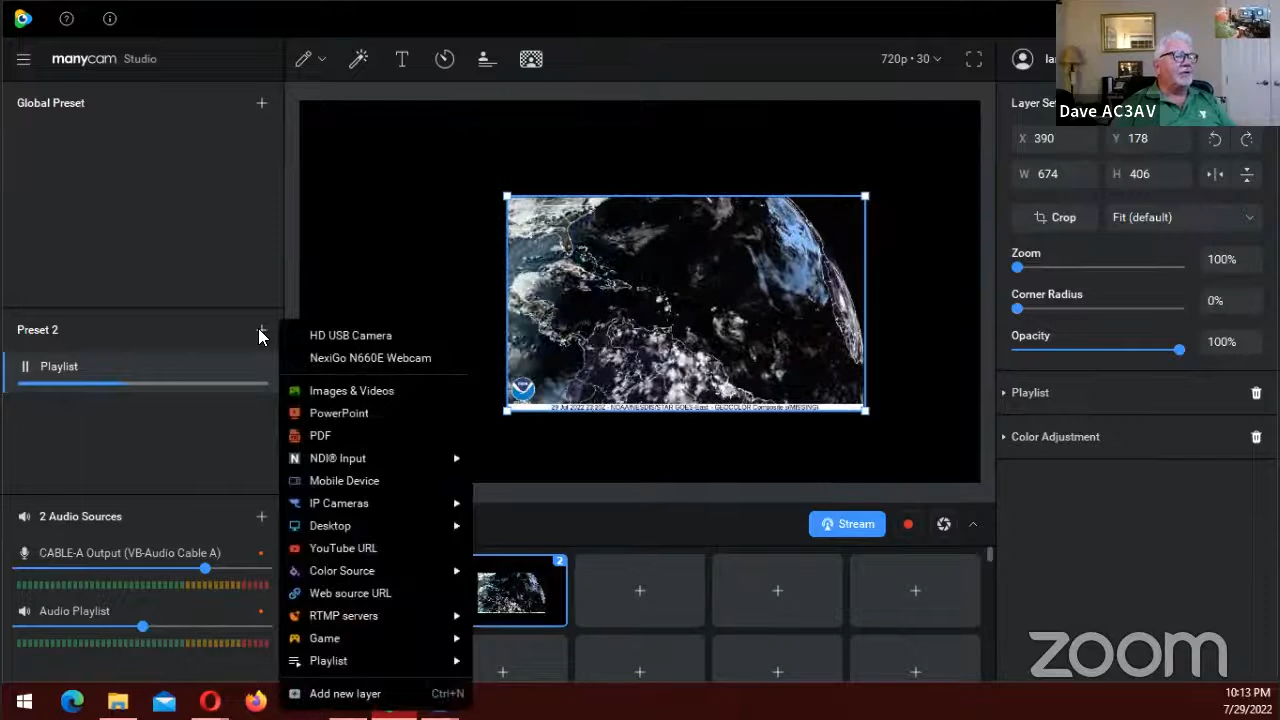 manycam Studio
720p • 30
Dave AC3AV
Global Preset
X 390
Y 178
W 674
H 406
Crop
Fit (default)
Zoom
100%
Corner Radius
0%
Opacity
100%
Playlist
Color Adjustment
Preset 2
Playlist
HD USB Camera
NexiGo N660E Webcam
Images & Videos
PowerPoint
PDF
NDI® Input
Mobile Device
IP Cameras
Desktop
YouTube URL
Color Source
Web source URL
RTMP servers
Game
Playlist
Add new layer Ctrl+N
2 Audio Sources
CABLE-A Output (VB-Audio Cable A)
Audio Playlist
Stream
2
zoom
10:13 PM
7/29/2022